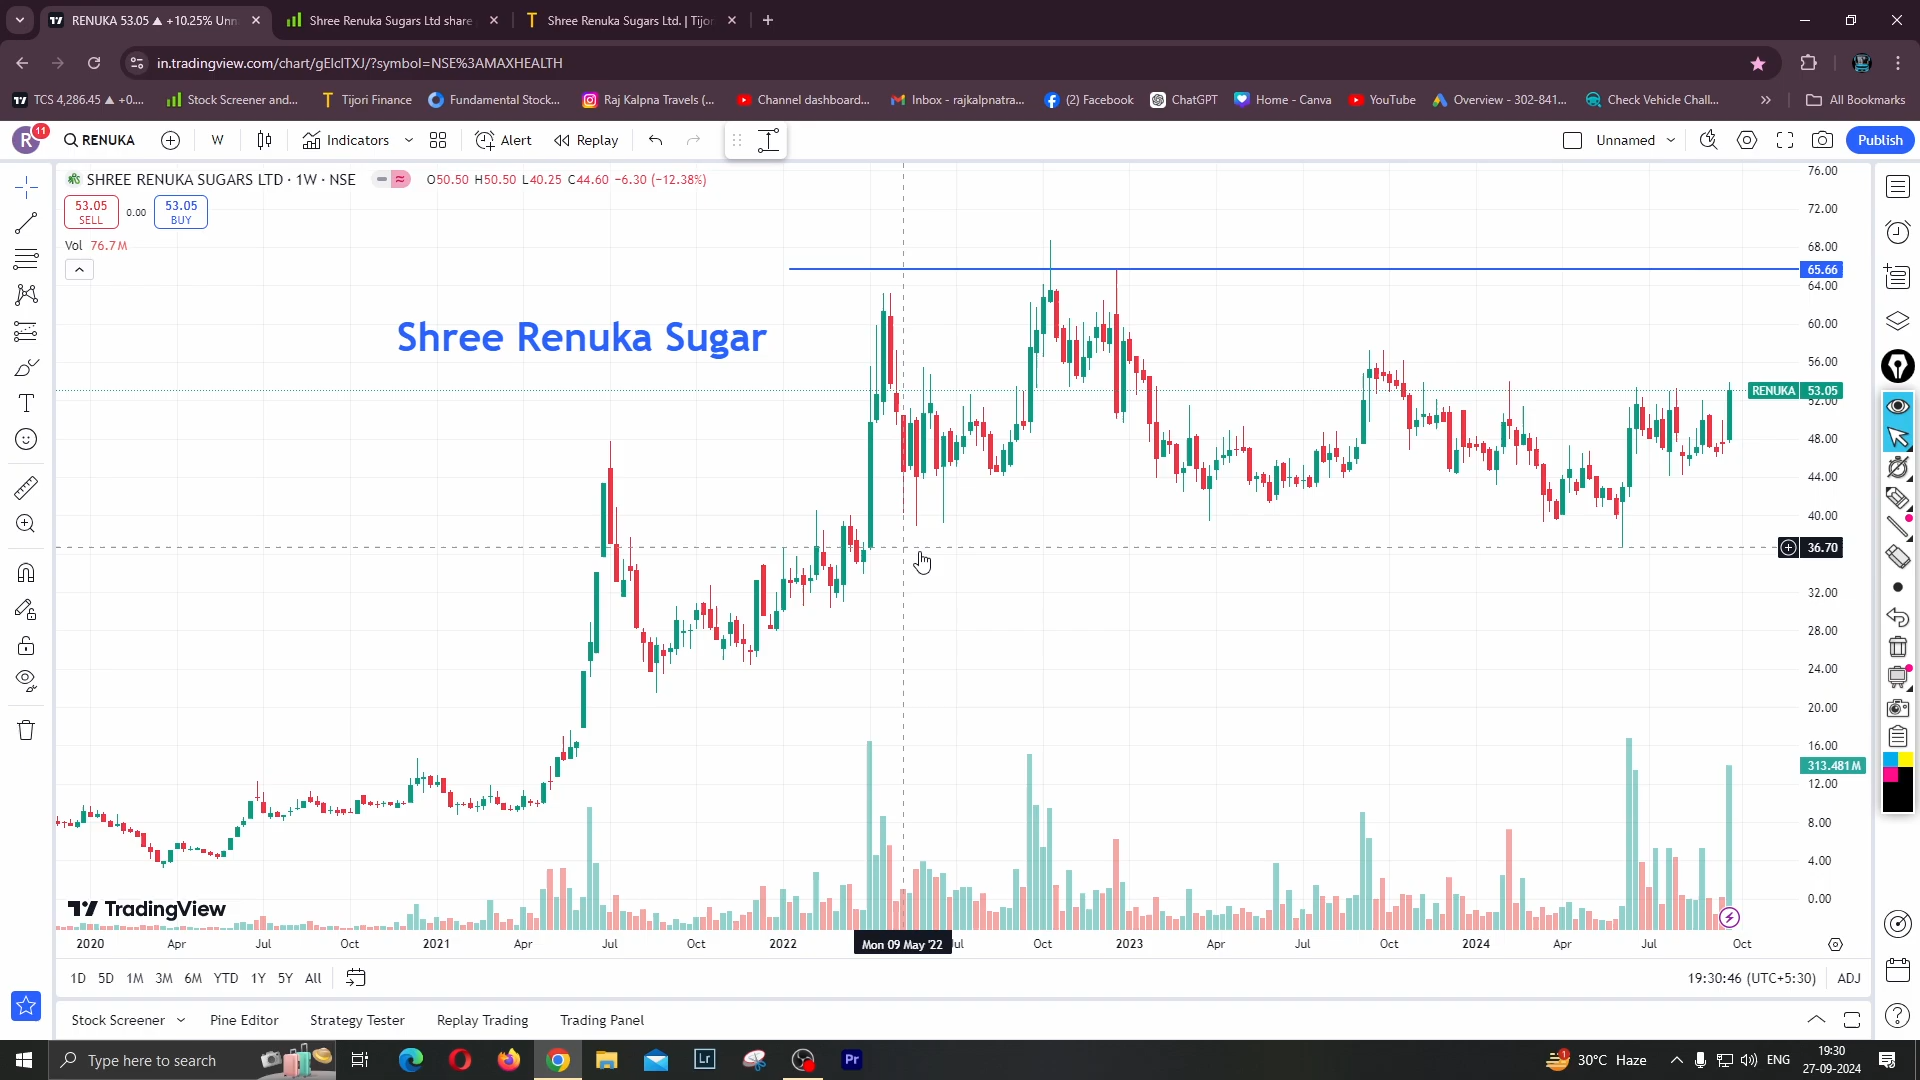 RENUKA 53.05 ▲ +10.25% Unn
Shree Renuka Sugars Ltd share
Shree Renuka Sugars Ltd. | Tijor
in.tradingview.com/chart/gElcITXJ/?symbol=NSE%3AMAXHEALTH
TCS 4,286.45 ▲ +0....
Stock Screener and...
Tijori Finance
Fundamental Stock...
Raj Kalpna Travels (...
Channel dashboard...
Inbox - rajkalpnatra...
(2) Facebook
ChatGPT
Home - Canva
YouTube
Overview - 302-841...
Check Vehicle Chall...
All Bookmarks
R 11
RENUKA
W
Indicators
Alert
Replay
Unnamed
Publish
SHREE RENUKA SUGARS LTD · 1W · NSE
O50.50 H50.50 L40.25 C44.60 −6.30 (−12.38%)
53.05
SELL
0.00
53.05
BUY
Vol 76.7M
Shree Renuka Sugar
76.00
72.00
68.00
65.66
64.00
60.00
56.00
RENUKA 53.05
52.00
48.00
44.00
40.00
36.70
32.00
28.00
24.00
20.00
16.00
313.481M
12.00
8.00
4.00
0.00
TradingView
2020 Apr Jul Oct 2021 Apr Jul Oct 2022 Mon 09 May '22 Jul Oct 2023 Apr Jul Oct 2024 Apr Jul Oct
1D 5D 1M 3M 6M YTD 1Y 5Y All
19:30:46 (UTC+5:30) ADJ
Stock Screener
Pine Editor
Strategy Tester
Replay Trading
Trading Panel
Type here to search
Lr
Pr
1
30°C Haze
ENG
19:30
27-09-2024